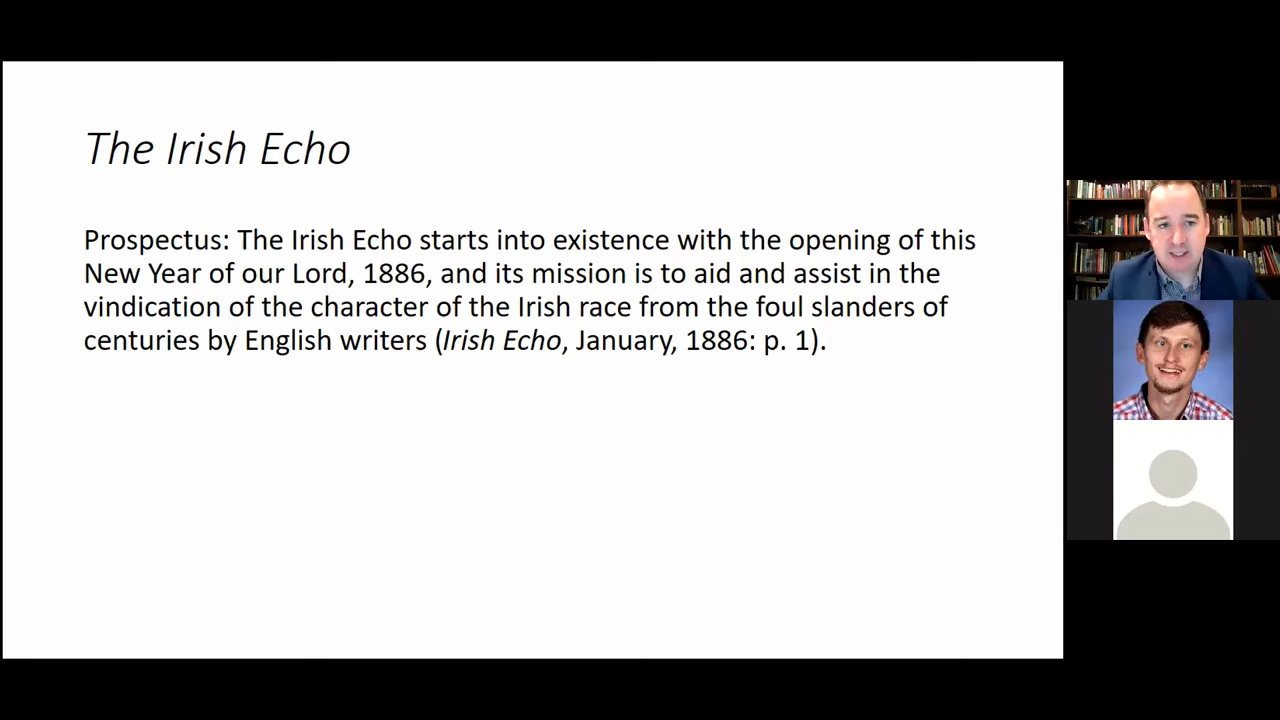 The Irish Echo
Prospectus: The Irish Echo starts into existence with the opening of this
New Year of our Lord, 1886, and its mission is to aid and assist in the
vindication of the character of the Irish race from the foul slanders of
centuries by English writers (Irish Echo, January, 1886: p. 1).